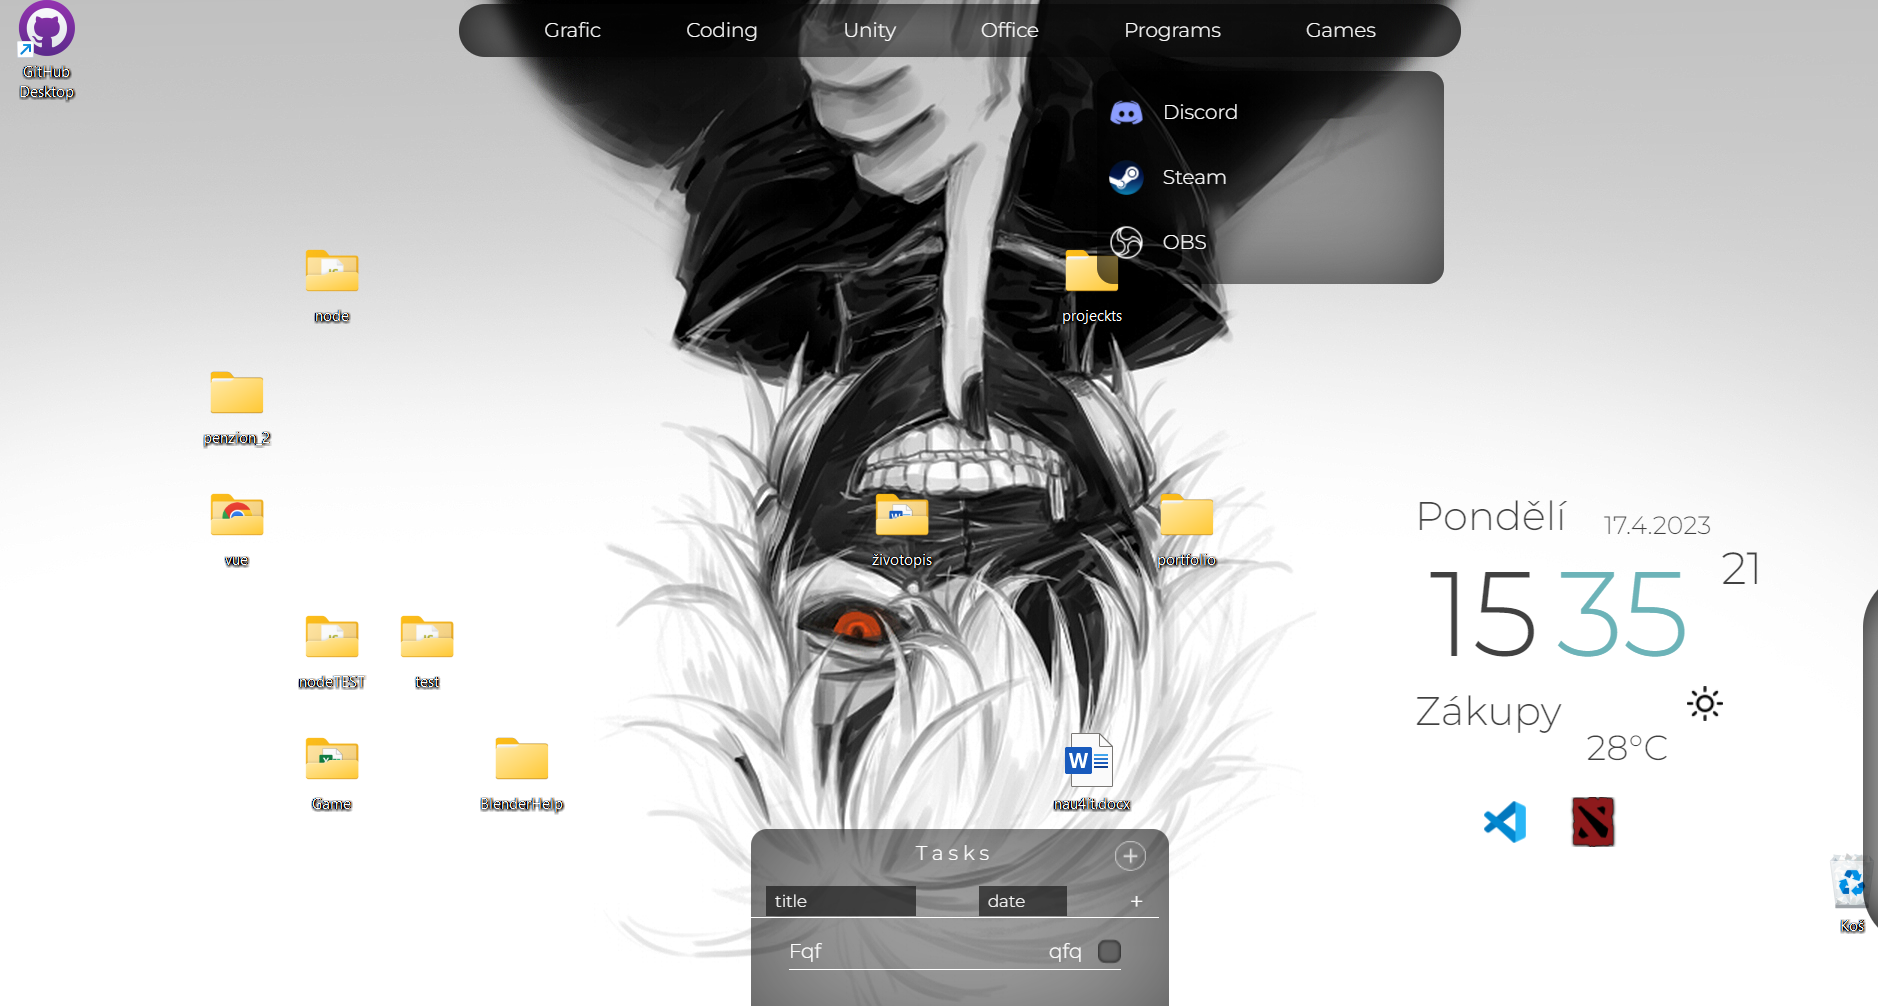 GitHub
Desktop
Grafic Coding Unity Office Programs Games
Discord
Steam
OBS
node
projeckts
penzion_2
vue
životopis
portfolio
nodeTEST
test
Game
BlenderHelp
nau4it.docx
Pondělí 17.4.2023
15 35 21
Zákupy
28°C
Tasks
title date +
Fqf qfq
Koš